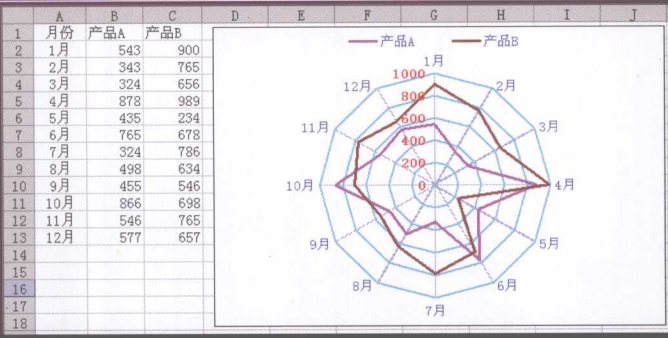 A B C D E F G H I J
1 月份 产品A 产品B
2 1月 543 900
3 2月 343 765
4 3月 324 656
5 4月 878 989
6 5月 435 234
7 6月 765 678
8 7月 324 786
9 8月 498 634
10 9月 455 546
11 10月 866 698
12 11月 546 765
13 12月 577 657
14
15
16
17
18
产品A 产品B
1月
2月
3月
4月
5月
6月
7月
8月
9月
10月
11月
12月
1000
800
600
400
200
0